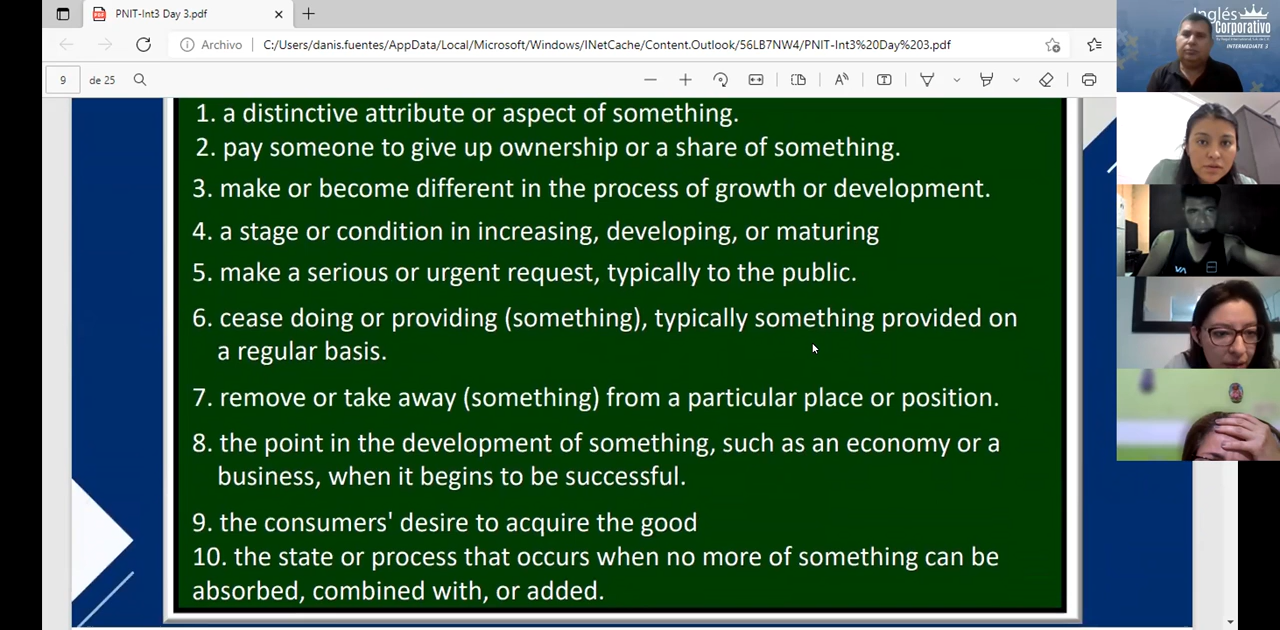 PNIT-Int3 Day 3.pdf
Archivo
C:/Users/danis.fuentes/AppData/Local/Microsoft/Windows/INetCache/Content.Outlook/56LB7NW4/PNIT-Int3%20Day%203.pdf
9 de 25
1. a distinctive attribute or aspect of something.
2. pay someone to give up ownership or a share of something.
3. make or become different in the process of growth or development.
4. a stage or condition in increasing, developing, or maturing
5. make a serious or urgent request, typically to the public.
6. cease doing or providing (something), typically something provided on
a regular basis.
7. remove or take away (something) from a particular place or position.
8. the point in the development of something, such as an economy or a
business, when it begins to be successful.
9. the consumers' desire to acquire the good
10. the state or process that occurs when no more of something can be
absorbed, combined with, or added.
Inglés
Corporativo
INTERMEDIATE 3